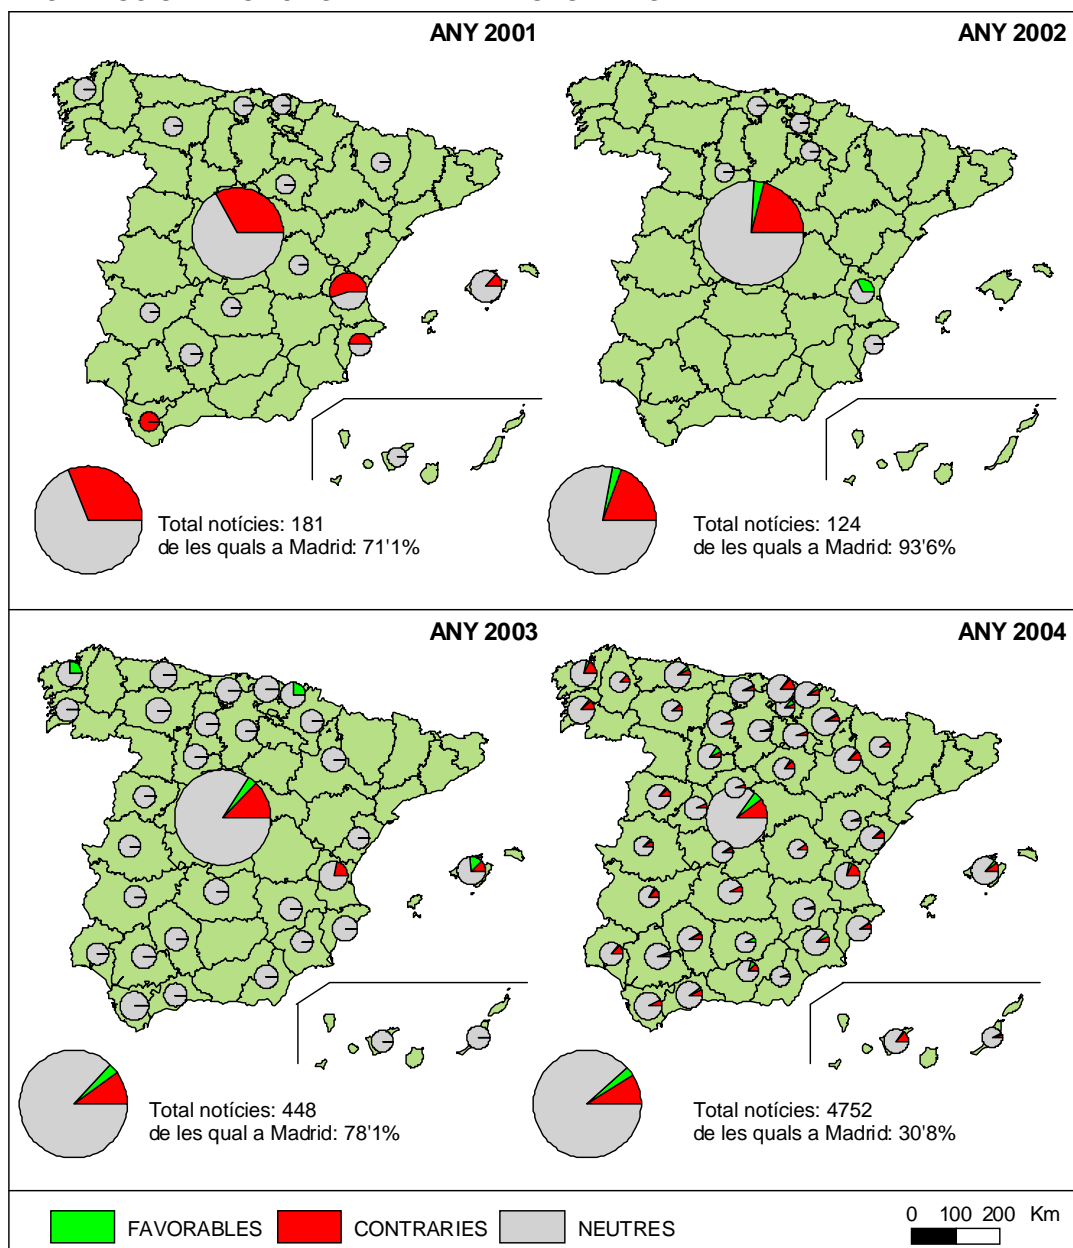 ANY 2001
ANY 2002
Total notícies: 181
de les quals a Madrid: 71'1%
Total notícies: 124
de les quals a Madrid: 93'6%
ANY 2003
ANY 2004
Total notícies: 448
de les qual a Madrid: 78'1%
Total notícies: 4752
de les quals a Madrid: 30'8%
FAVORABLES
CONTRARIES
NEUTRES
0 100 200 Km